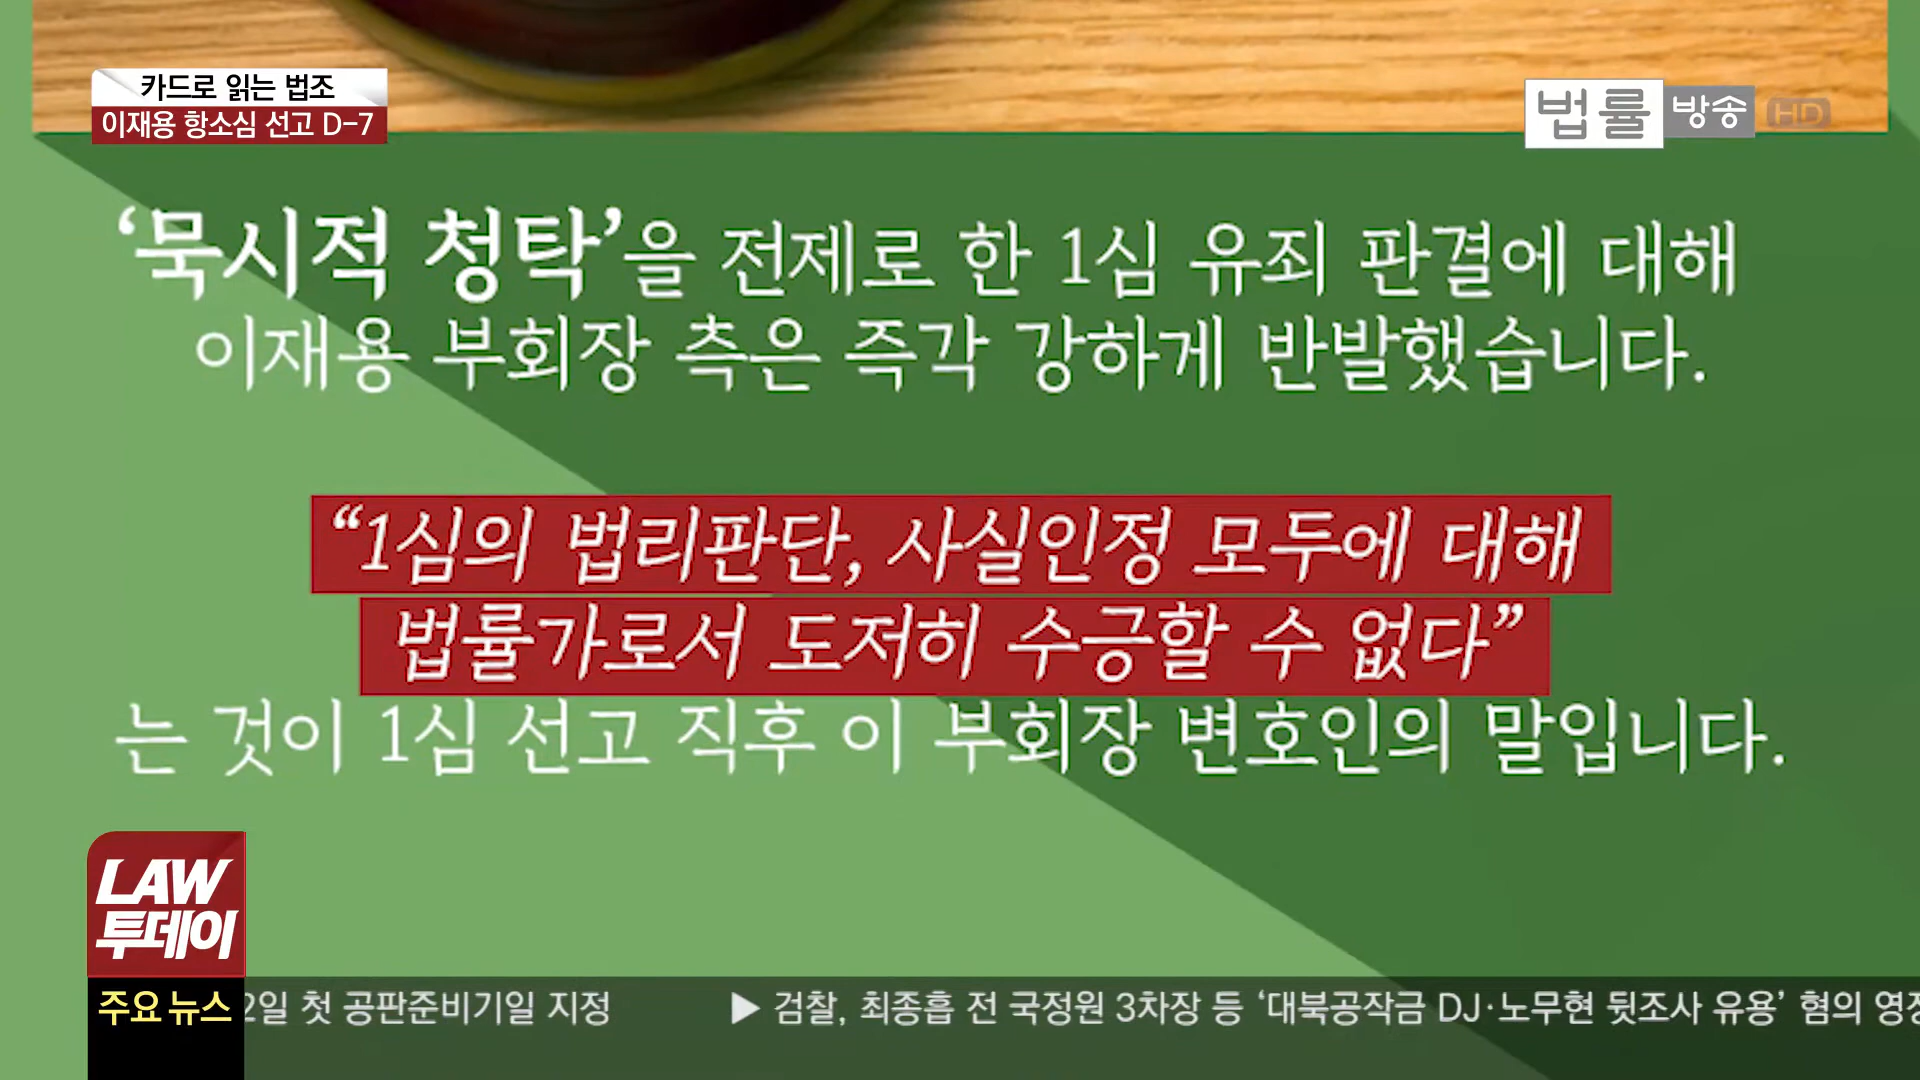 카드로 읽는 법조
이재용 항소심 선고 D-7
법률방송 HD
‘묵시적 청탁’을 전제로 한 1심 유죄 판결에 대해
이재용 부회장 측은 즉각 강하게 반발했습니다.
“1심의 법리판단, 사실인정 모두에 대해
법률가로서 도저히 수긍할 수 없다”
는 것이 1심 선고 직후 이 부회장 변호인의 말입니다.
LAW
투데이
주요 뉴스 2일 첫 공판준비기일 지정 ▶ 검찰, 최종흡 전 국정원 3차장 등 ‘대북공작금 DJ·노무현 뒷조사 유용’ 혐의